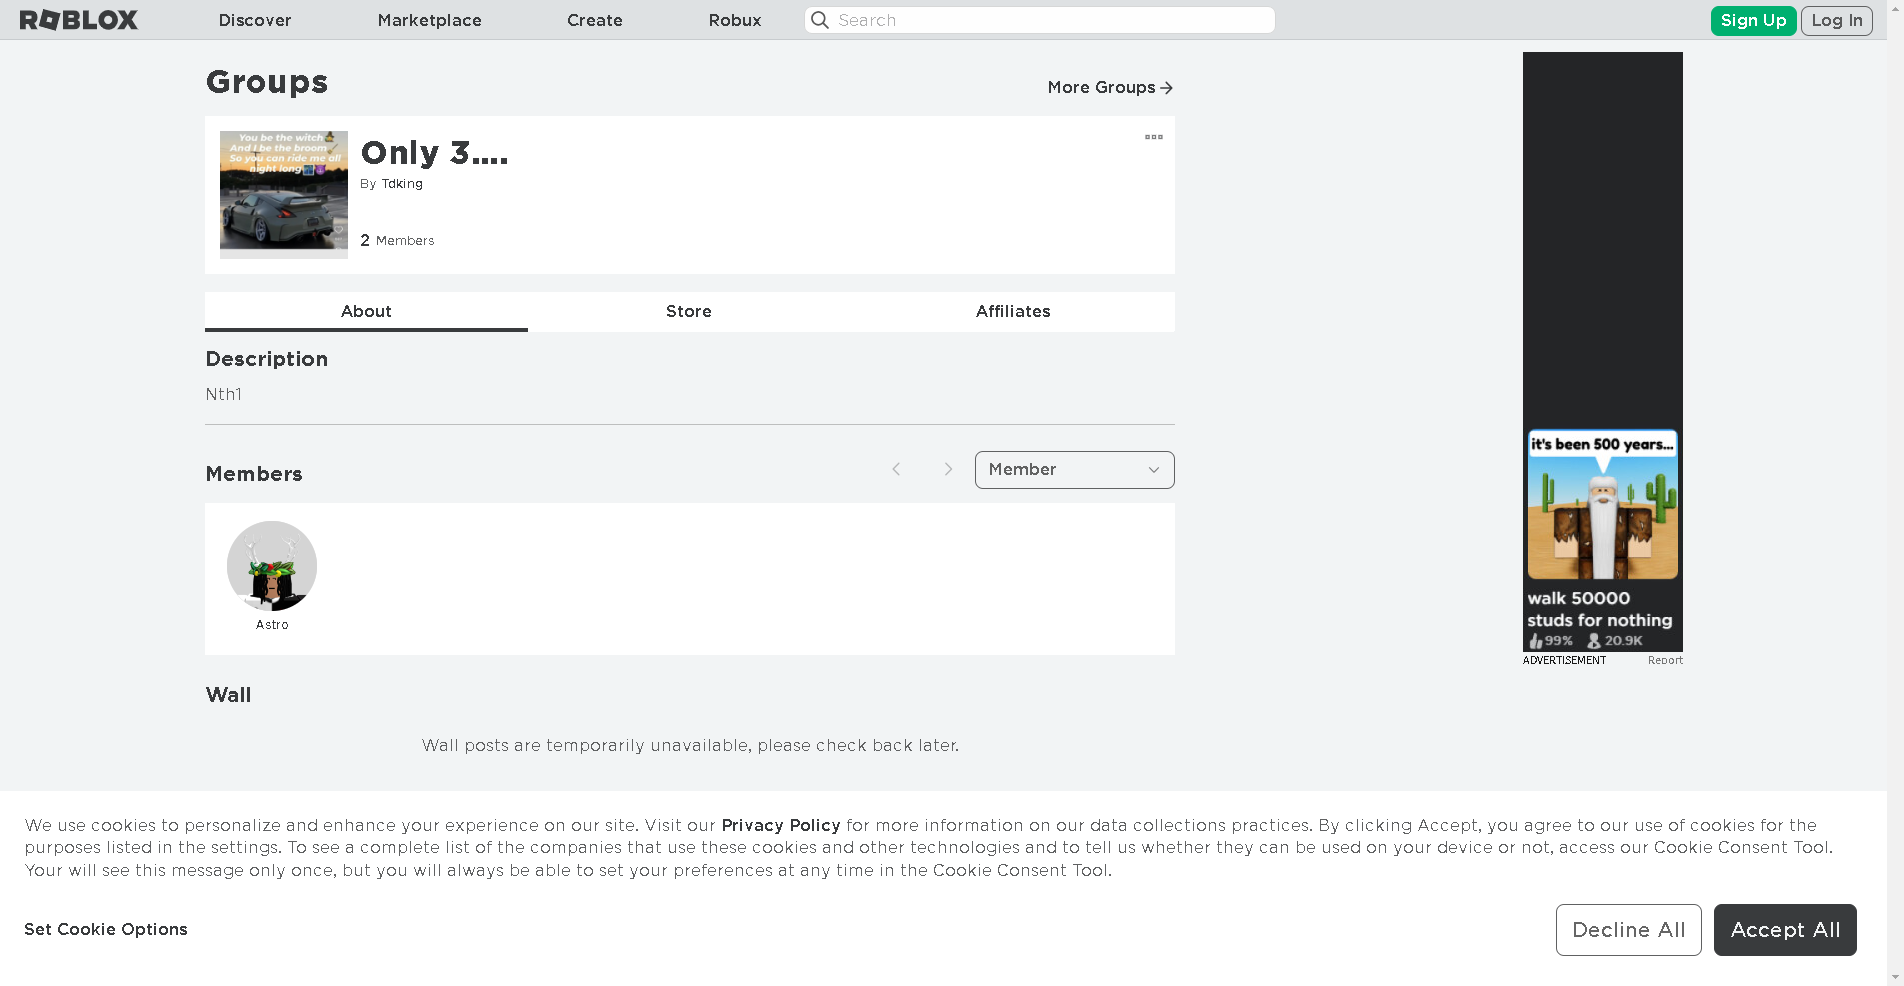 ROBLOX
Discover
Marketplace
Create
Robux
Search
Sign Up
Log In
Groups
More Groups
You be the witch
And I be the broom
So you can ride me all
night long
Only 3....
By Tdking
2 Members
About
Store
Affiliates
Description
Nth1
Members
Member
Astro
Wall
Wall posts are temporarily unavailable, please check back later.
it's been 500 years...
walk 50000
studs for nothing
99% 20.9K
ADVERTISEMENT
Report
We use cookies to personalize and enhance your experience on our site. Visit our Privacy Policy for more information on our data collections practices. By clicking Accept, you agree to our use of cookies for the
purposes listed in the settings. To see a complete list of the companies that use these cookies and other technologies and to tell us whether they can be used on your device or not, access our Cookie Consent Tool.
Your will see this message only once, but you will always be able to set your preferences at any time in the Cookie Consent Tool.
Set Cookie Options
Decline All
Accept All